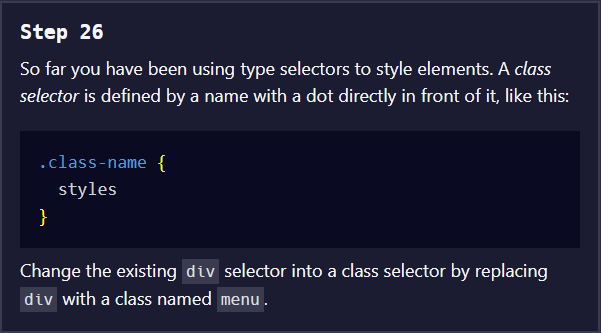 Step 26
So far you have been using type selectors to style elements. A class
selector is defined by a name with a dot directly in front of it, like this:
.class-name {
  styles
}
Change the existing div selector into a class selector by replacing
div with a class named menu.